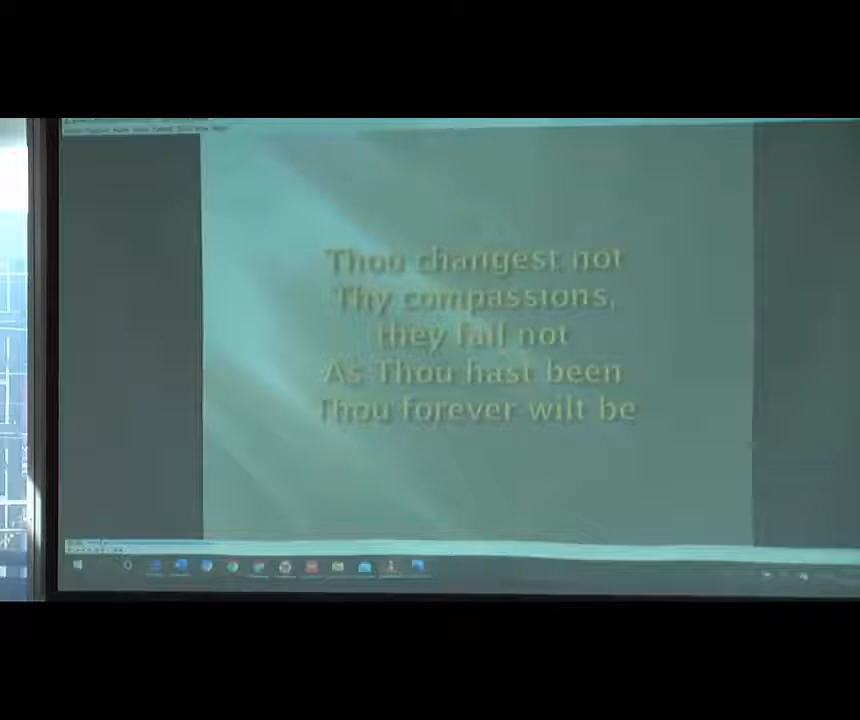 Thou changest not
Thy compassions,
they fail not
As Thou hast been
Thou forever wilt be